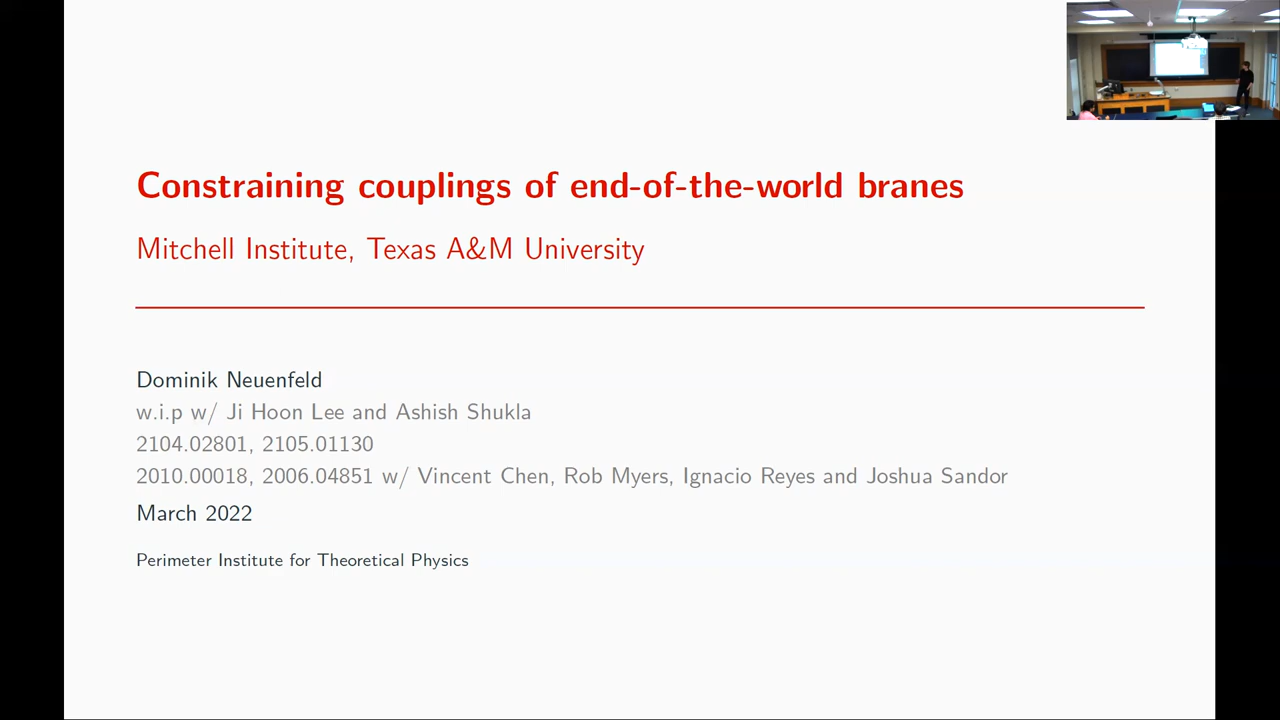 Constraining couplings of end-of-the-world branes
Mitchell Institute, Texas A&M University
Dominik Neuenfeld
w.i.p w/ Ji Hoon Lee and Ashish Shukla
2104.02801, 2105.01130
2010.00018, 2006.04851 w/ Vincent Chen, Rob Myers, Ignacio Reyes and Joshua Sandor
March 2022
Perimeter Institute for Theoretical Physics